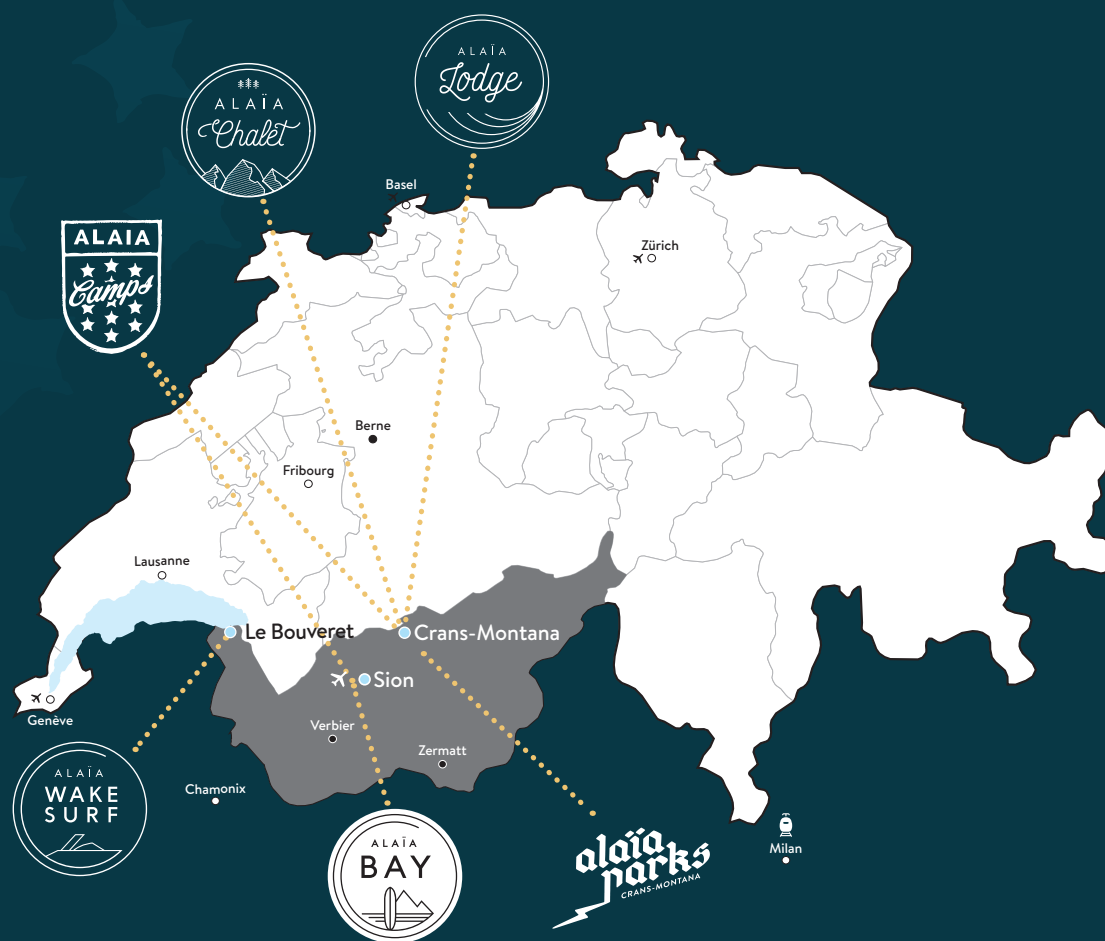 ALAÏA
Lodge
ALAÏA
Chalet
Basel
ALAIA
Camps
Zürich
Berne
Fribourg
Lausanne
Le Bouveret
Crans-Montana
Sion
Genève
Verbier
Zermatt
Chamonix
ALAÏA
WAKE
SURF
ALAÏA
BAY
alaïa
parks
CRANS-MONTANA
Milan